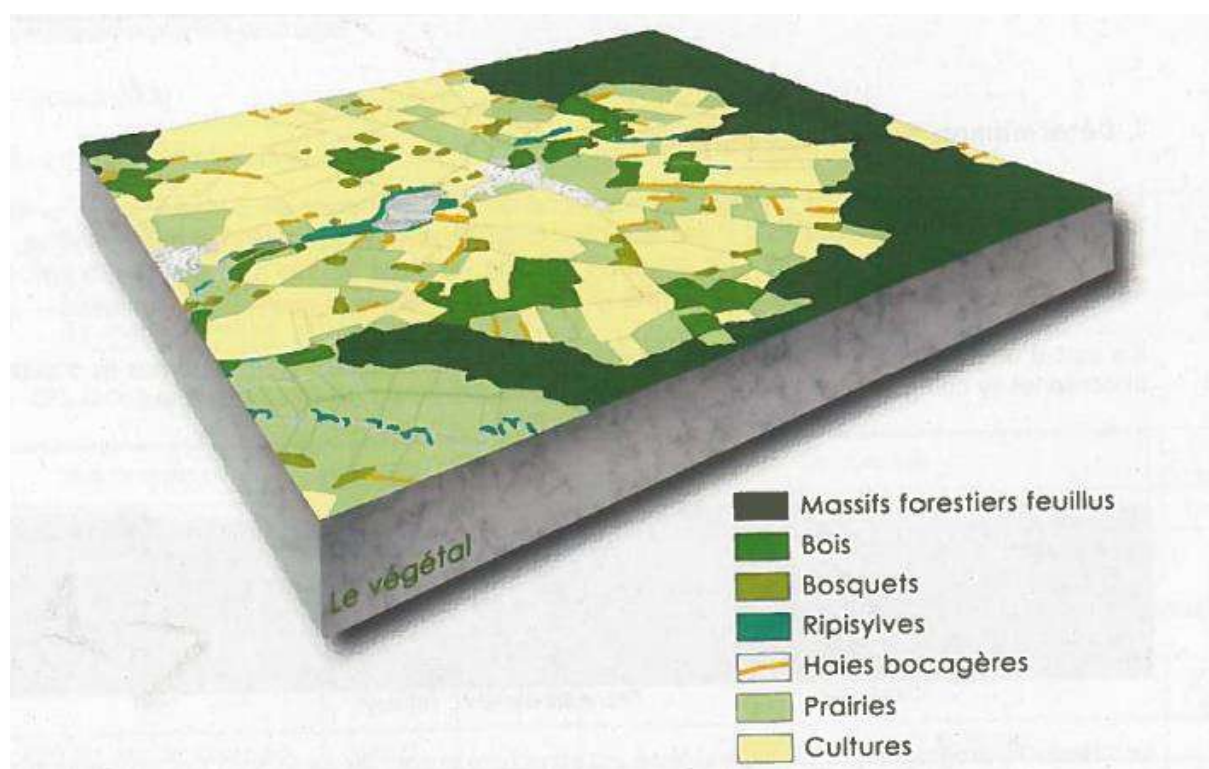 Le végétal
Massifs forestiers feuillus
Bois
Bosquets
Ripisylves
Haies bocagères
Prairies
Cultures